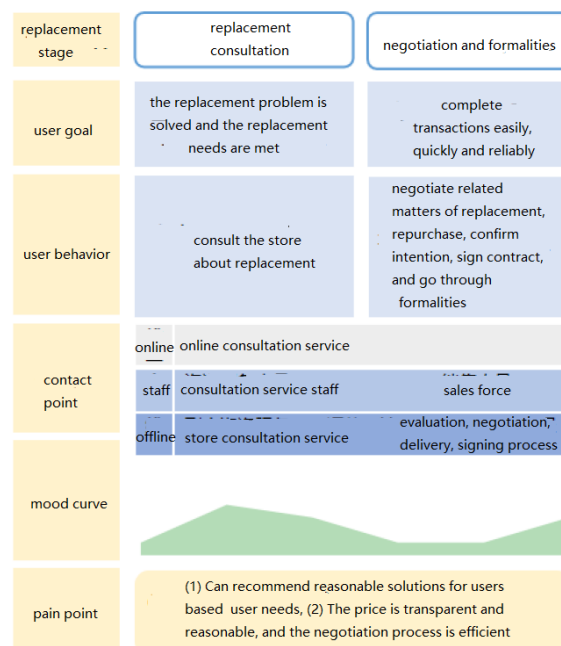 replacement
stage
replacement
consultation
negotiation and formalities
user goal
the replacement problem is
solved and the replacement
needs are met
complete
transactions easily,
quickly and reliably
user behavior
consult the store
about replacement
negotiate related
matters of replacement,
repurchase, confirm
intention, sign contract,
and go through
formalities
contact
point
online
online consultation service
staff
consultation service staff
sales force
offline
store consultation service
evaluation, negotiation,
delivery, signing process
mood curve
pain point
(1) Can recommend reasonable solutions for users
based user needs, (2) The price is transparent and
reasonable, and the negotiation process is efficient